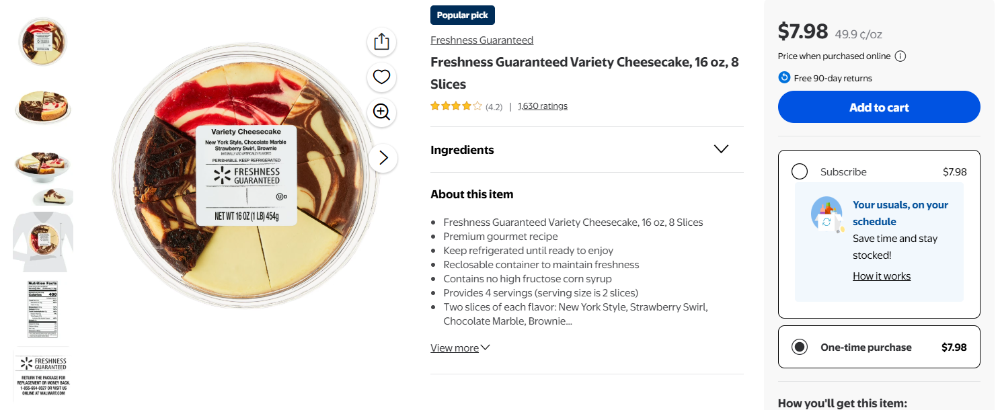 Popular pick
Freshness Guaranteed
Freshness Guaranteed Variety Cheesecake, 16 oz, 8
Slices
(4.2) | 1,630 ratings
Ingredients
About this item
Freshness Guaranteed Variety Cheesecake, 16 oz, 8 Slices
Premium gourmet recipe
Keep refrigerated until ready to enjoy
Reclosable container to maintain freshness
Contains no high fructose corn syrup
Provides 4 servings (serving size is 2 slices)
Two slices of each flavor: New York Style, Strawberry Swirl,
Chocolate Marble, Brownie...
View more
Variety Cheesecake
New York Style, Chocolate Marble
Strawberry Swirl, Brownie
NATURALLY AND ARTIFICIALLY FLAVORED
PERISHABLE. KEEP REFRIGERATED
FRESHNESS
GUARANTEED
U D
NET WT 16 OZ (1 LB) 454g
Nutrition Facts
Calories 400
FRESHNESS
GUARANTEED
RETURN THE PACKAGE FOR
REPLACEMENT OR MONEY BACK.
1-855-654-8527 OR VISIT US
ONLINE AT WALMART.COM
$7.98 49.9 ¢/oz
Price when purchased online
Free 90-day returns
Add to cart
Subscribe $7.98
Your usuals, on your
schedule
Save time and stay
stocked!
How it works
One-time purchase $7.98
How you'll get this item: